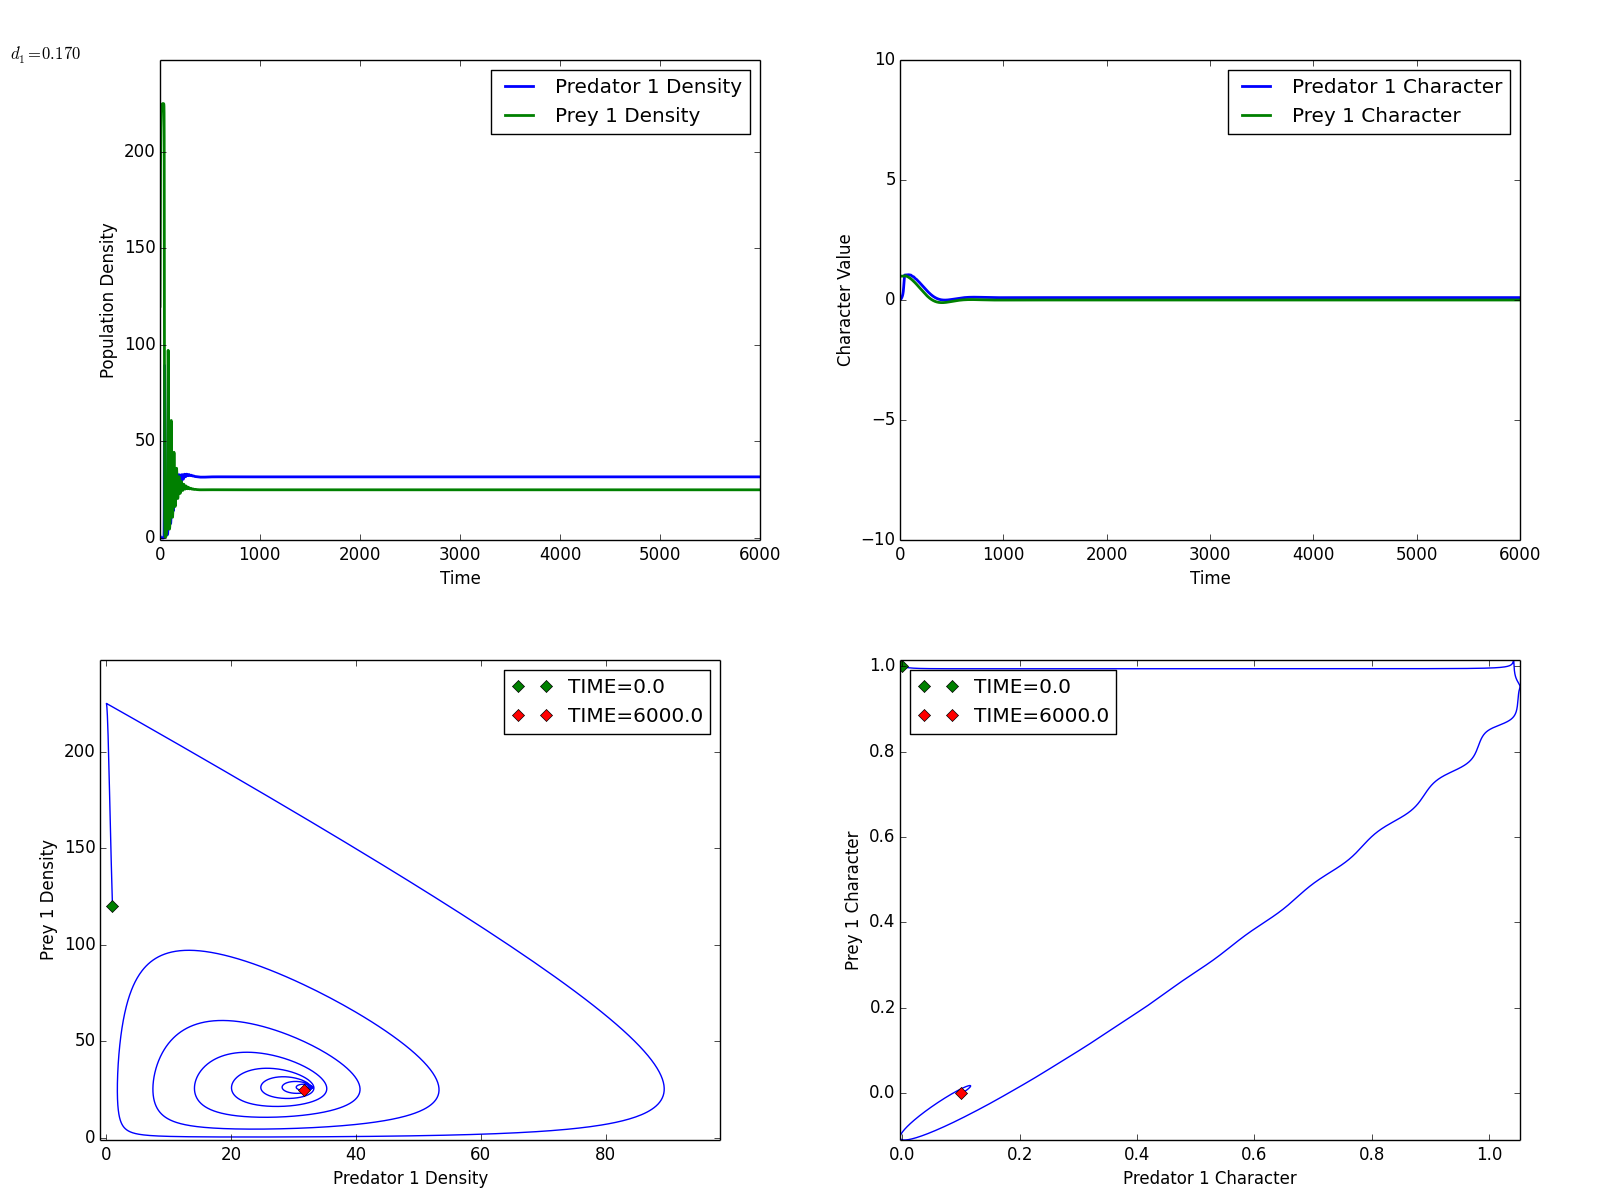 d₁=0.170
Predator 1 Density
Prey 1 Density
200
150
100
50
0
Population Density
0 1000 2000 3000 4000 5000 6000
Time
Predator 1 Character
Prey 1 Character
10
5
0
−5
−10
Character Value
0 1000 2000 3000 4000 5000 6000
Time
TIME=0.0
TIME=6000.0
200
150
100
50
0
Prey 1 Density
0 20 40 60 80
Predator 1 Density
TIME=0.0
TIME=6000.0
1.0
0.8
0.6
0.4
0.2
0.0
Prey 1 Character
0.0 0.2 0.4 0.6 0.8 1.0
Predator 1 Character